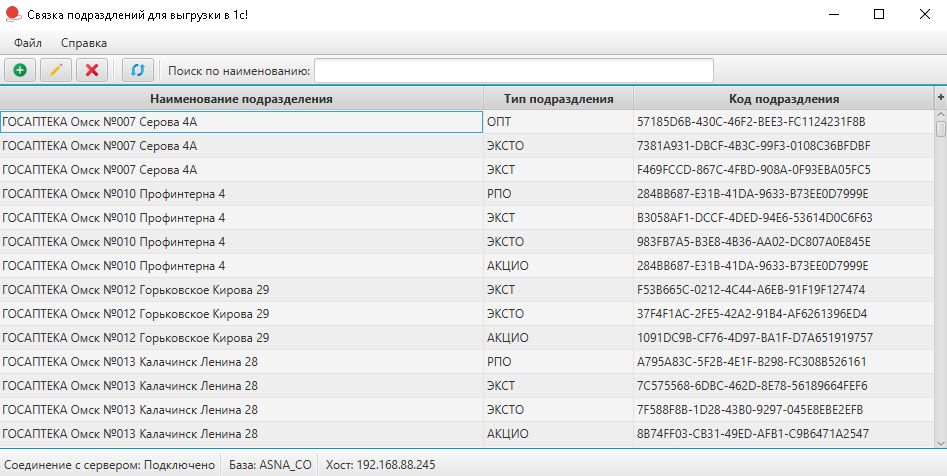 Связка подраздлений для выгрузки в 1с!
Файл Справка
Поиск по наименованию:
Наименование подразделения Тип подраздления Код подраздления +
ГОСАПТЕКА Омск №007 Серова 4А ОПТ 57185D6B-430C-46F2-BEE3-FC1124231F8B
ГОСАПТЕКА Омск №007 Серова 4А ЭКСТО 7381A931-DBCF-4B3C-99F3-0108C36BFDBF
ГОСАПТЕКА Омск №007 Серова 4А ЭКСТ F469FCCD-867C-4FBD-908A-0F93EBA05FC5
ГОСАПТЕКА Омск №010 Профинтерна 4 РПО 284BB687-E31B-41DA-9633-B73EE0D7999E
ГОСАПТЕКА Омск №010 Профинтерна 4 ЭКСТ B3058AF1-DCCF-4DED-94E6-53614D0C6F63
ГОСАПТЕКА Омск №010 Профинтерна 4 ЭКСТО 983FB7A5-B3E8-4B36-AA02-DC807A0E845E
ГОСАПТЕКА Омск №010 Профинтерна 4 АКЦИО 284BB687-E31B-41DA-9633-B73EE0D7999E
ГОСАПТЕКА Омск №012 Горьковское Кирова 29 ЭКСТ F53B665C-0212-4C44-A6EB-91F19F127474
ГОСАПТЕКА Омск №012 Горьковское Кирова 29 ЭКСТО 37F4F1AC-2FE5-42A2-91B4-AF6261396ED4
ГОСАПТЕКА Омск №012 Горьковское Кирова 29 АКЦИО 1091DC9B-CF76-4D97-BA1F-D7A651919757
ГОСАПТЕКА Омск №013 Калачинск Ленина 28 РПО A795A83C-5F2B-4E1F-B298-FC308B526161
ГОСАПТЕКА Омск №013 Калачинск Ленина 28 ЭКСТ 7C575568-6DBC-462D-8E78-56189664FEF6
ГОСАПТЕКА Омск №013 Калачинск Ленина 28 ЭКСТО 7F588F8B-1D28-43B0-9297-045E8EBE2EFB
ГОСАПТЕКА Омск №013 Калачинск Ленина 28 АКЦИО 8B74FF03-CB31-49ED-AFB1-C9B6471A2547
Соединение с сервером: Подключено База: ASNA_CO Хост: 192.168.88.245